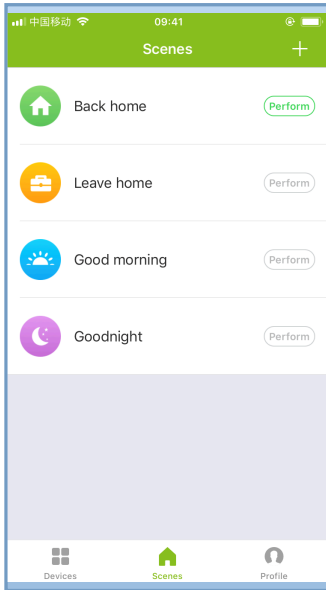 中国移动 09:41
Scenes
Back home Perform
Leave home Perform
Good morning Perform
Goodnight Perform
Devices Scenes Profile